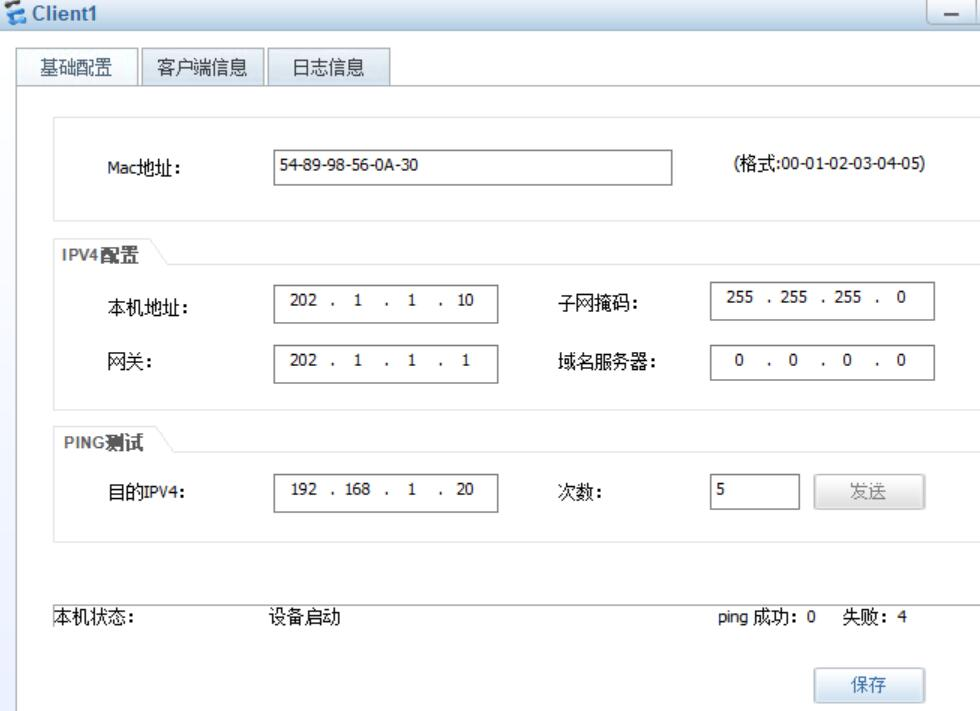 Client1
基础配置 客户端信息 日志信息
Mac地址: 54-89-98-56-0A-30 (格式:00-01-02-03-04-05)
IPV4配置
本机地址: 202 . 1 . 1 . 10 子网掩码: 255 . 255 . 255 . 0
网关: 202 . 1 . 1 . 1 域名服务器: 0 . 0 . 0 . 0
PING测试
目的IPV4: 192 . 168 . 1 . 20 次数: 5 发送
本机状态: 设备启动 ping 成功: 0 失败: 4
保存